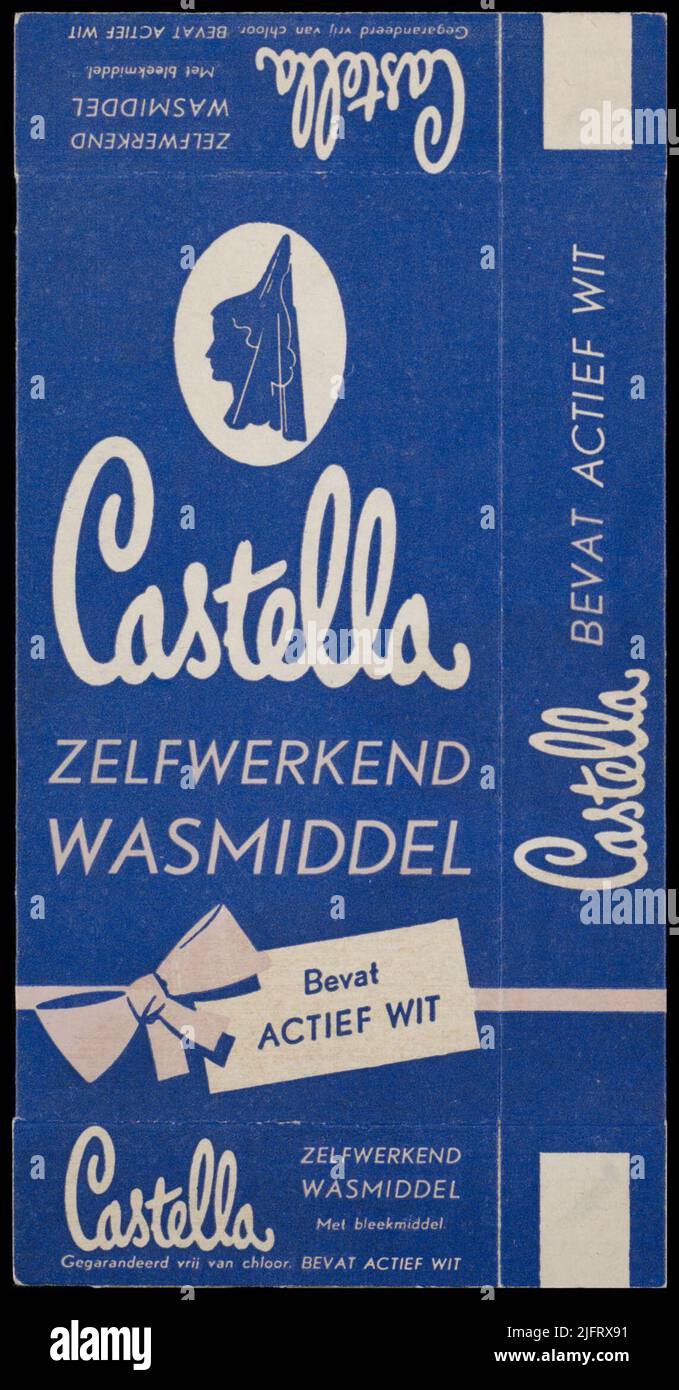 Gegarandeerd vrij van chloor. BEVAT ACTIEF WIT
Met bleekmiddel.
WASMIDDEL
ZELFWERKEND
Castella
Castella
ZELFWERKEND
WASMIDDEL
Bevat
ACTIEF WIT
Castella BEVAT ACTIEF WIT
Castella
ZELFWERKEND
WASMIDDEL
Met bleekmiddel.
Gegarandeerd vrij van chloor. BEVAT ACTIEF WIT
a alamy
Image ID: 2JFRX91
www.alamy.com